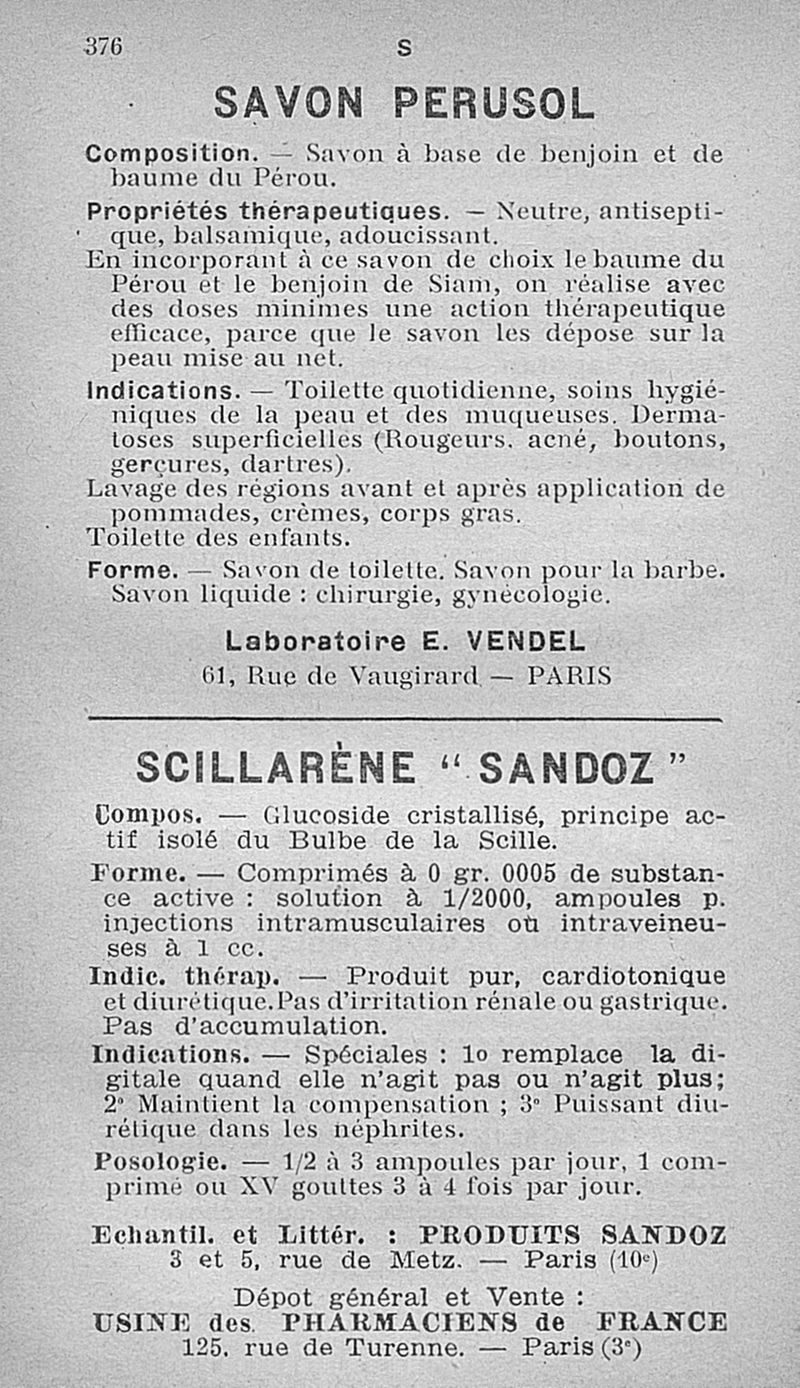 376
S
SAVON PERUSOL
Composition. — Savon à base de benjoin et de
baume du Pérou.
Propriétés thérapeutiques. — Neutre, antisepti-
que, balsamique, adoucissant.
En incorporant à ce savon de choix le baume du
Pérou et le benjoin de Siam, on réalise avec
des doses minimes une action thérapeutique
efficace, parce que le savon les dépose sur la
peau mise au net.
Indications. — Toilette quotidienne, soins hygié-
niques de la peau et des muqueuses. Derma-
toses superficielles (Rougeurs. acné, boutons,
gerçures, dartres).
Lavage des régions avant et après application de
pommades, crèmes, corps gras.
Toilette des enfants.
Forme. — Savon de toilette. Savon pour la barbe.
Savon liquide : chirurgie, gynécologie.
Laboratoire E. VENDEL
61, Rue de Vaugirard — PARIS
SCILLARÈNE “ SANDOZ ”
Compos. — Glucoside cristallisé, principe ac-
tif isolé du Bulbe de la Scille.
Forme. — Comprimés à 0 gr. 0005 de substan-
ce active : solution à 1/2000, ampoules p.
injections intramusculaires où intraveineu-
ses à 1 cc.
Indic. thérap. — Produit pur, cardiotonique
et diurétique. Pas d'irritation rénale ou gastrique.
Pas d'accumulation.
Indications. — Spéciales : 1o remplace la di-
gitale quand elle n'agit pas ou n'agit plus;
2° Maintient la compensation ; 3° Puissant diu-
rétique dans les néphrites.
Posologie. — 1/2 à 3 ampoules par jour, 1 com-
primé ou XV gouttes 3 à 4 fois par jour.
Echantil. et Littér. : PRODUITS SANDOZ
3 et 5, rue de Metz. — Paris (10e)
Dépot général et Vente :
USINE des. PHARMACIENS de FRANCE
125. rue de Turenne. — Paris (3e)